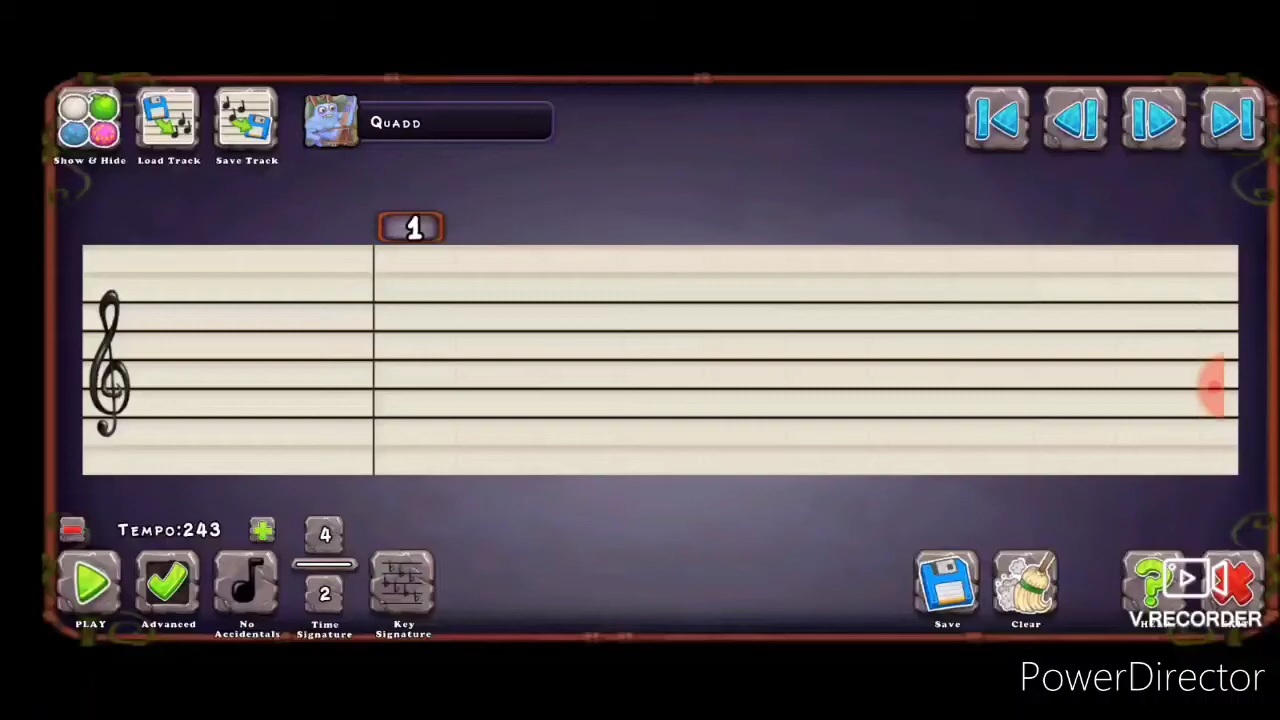 Quadd
Show & Hide
Load Track
Save Track
1
Tempo:243
4
2
PLAY
Advanced
No
Accidentals
Time
Signature
Key
Signature
Save
Clear
V.RECORDER
PowerDirector